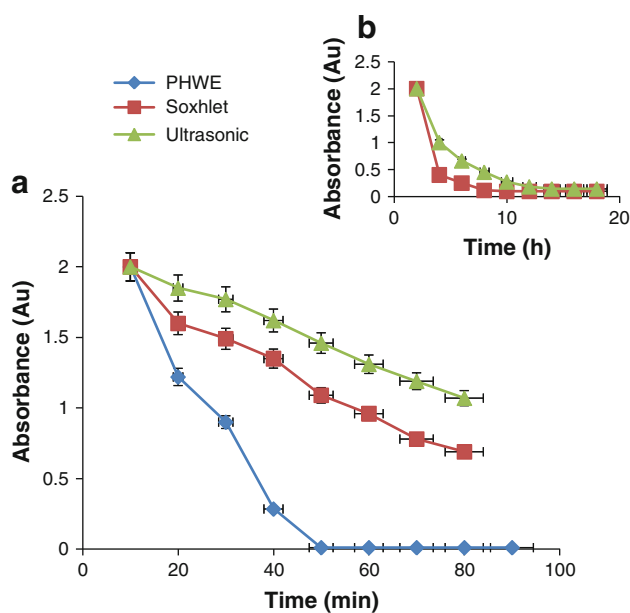 PHWE
Soxhlet
Ultrasonic
b
Absorbance (Au)
2.5
2
1.5
1
0.5
0
0 10 20
Time (h)
a
Absorbance (Au)
2.5
2
1.5
1
0.5
0
0 20 40 60 80 100
Time (min)